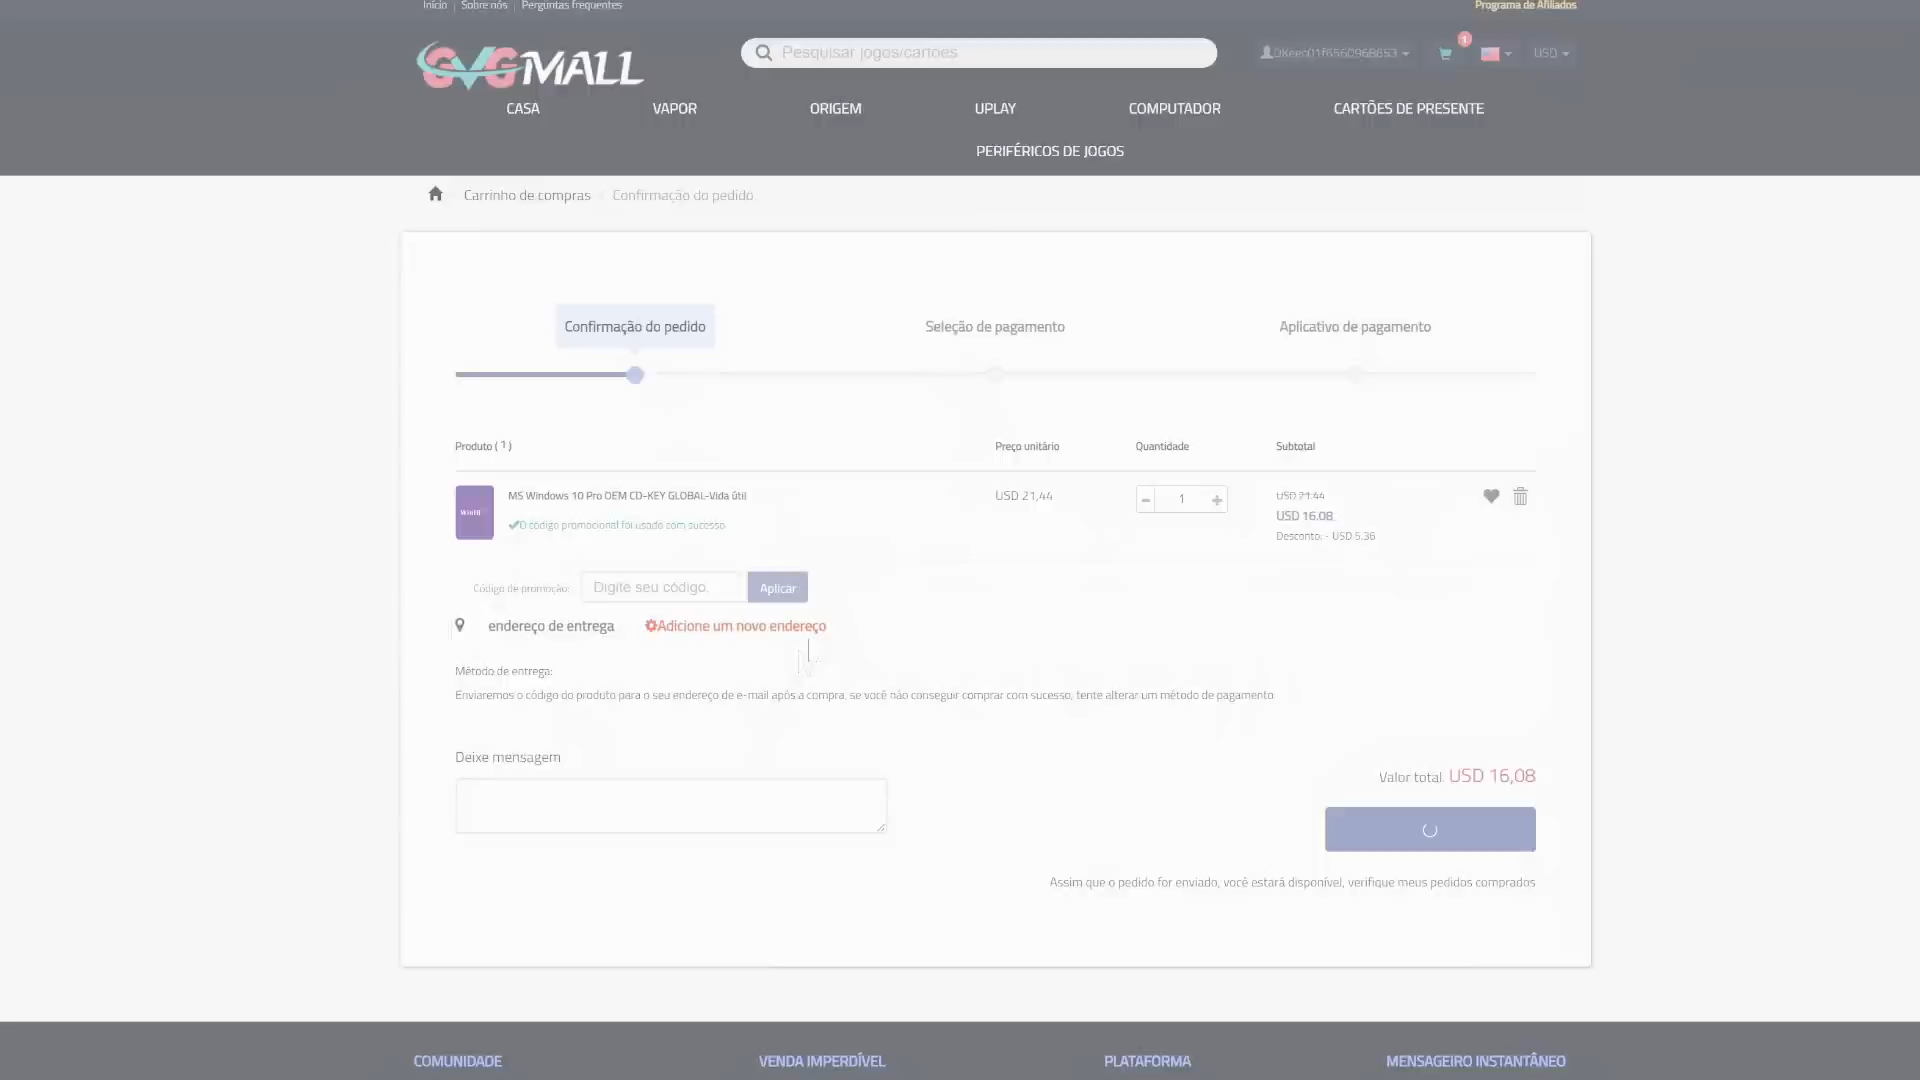 Início
Sobre nós
Perguntas frequentes
Programa de Afiliados
GVGMALL
Pesquisar jogos/cartões
1
USD
CASA
VAPOR
ORIGEM
UPLAY
COMPUTADOR
CARTÕES DE PRESENTE
PERIFÉRICOS DE JOGOS
Carrinho de compras
Confirmação do pedido
Confirmação do pedido
Seleção de pagamento
Aplicativo de pagamento
Produto ( 1 )
Preço unitário
Quantidade
Subtotal
MS Windows 10 Pro OEM CD-KEY GLOBAL-Vida útil
USD 21,44
1
USD 21.44
USD 16.08
O código promocional foi usado com sucesso
Desconto: - USD 5.36
Código de promoção:
Digite seu código.
Aplicar
endereço de entrega
Adicione um novo endereço
Método de entrega:
Enviaremos o código do produto para o seu endereço de e-mail após a compra, se você não conseguir comprar com sucesso, tente alterar um método de pagamento
Deixe mensagem
Valor total: USD 16,08
Assim que o pedido for enviado, você estará disponível, verifique meus pedidos comprados
COMUNIDADE
VENDA IMPERDÍVEL
PLATAFORMA
MENSAGEIRO INSTANTÂNEO